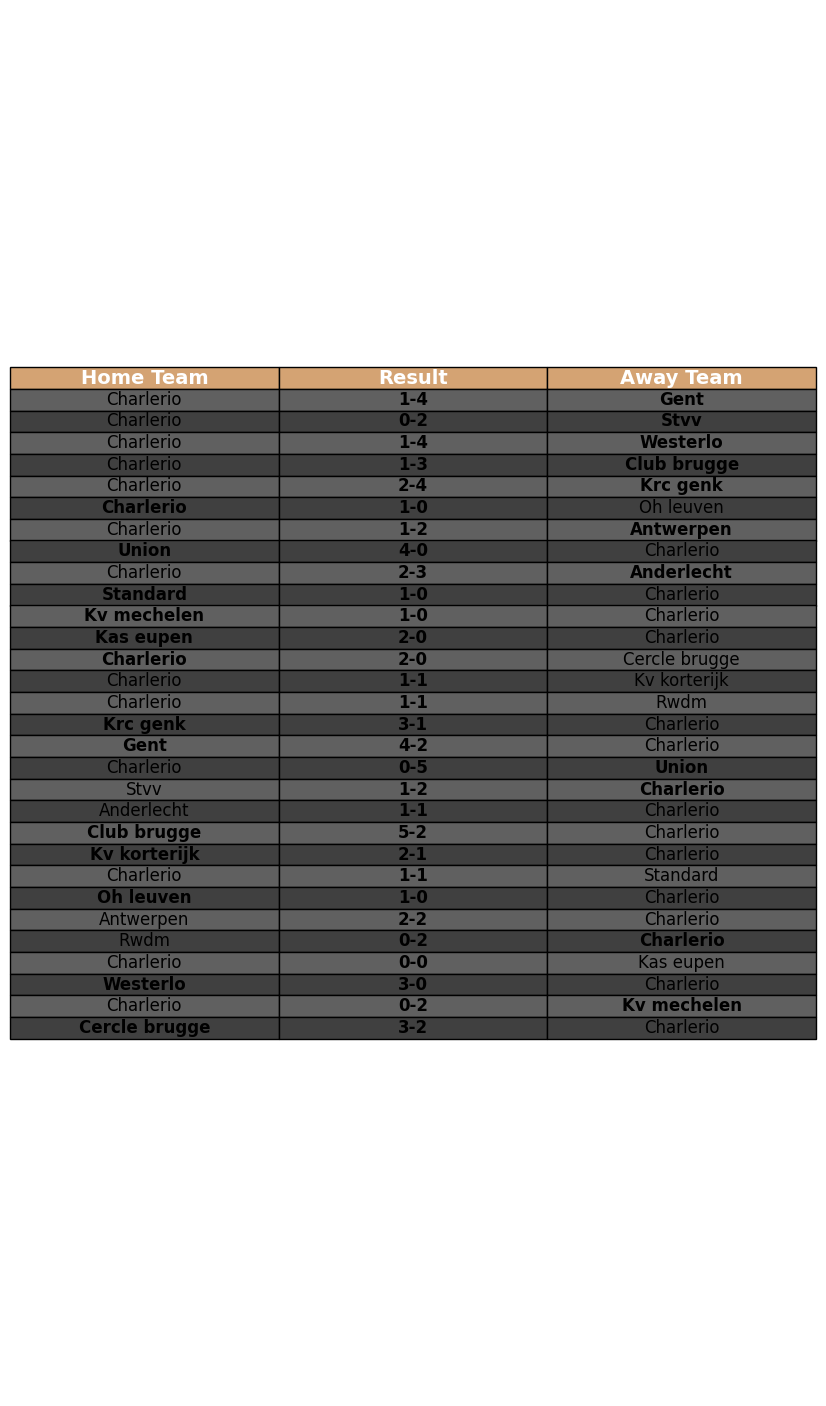 Home Team Result Away Team
Charlerio 1-4 Gent
Charlerio 0-2 Stvv
Charlerio 1-4 Westerlo
Charlerio 1-3 Club brugge
Charlerio 2-4 Krc genk
Charlerio 1-0 Oh leuven
Charlerio 1-2 Antwerpen
Union 4-0 Charlerio
Charlerio 2-3 Anderlecht
Standard 1-0 Charlerio
Kv mechelen 1-0 Charlerio
Kas eupen 2-0 Charlerio
Charlerio 2-0 Cercle brugge
Charlerio 1-1 Kv korterijk
Charlerio 1-1 Rwdm
Krc genk 3-1 Charlerio
Gent 4-2 Charlerio
Charlerio 0-5 Union
Stvv 1-2 Charlerio
Anderlecht 1-1 Charlerio
Club brugge 5-2 Charlerio
Kv korterijk 2-1 Charlerio
Charlerio 1-1 Standard
Oh leuven 1-0 Charlerio
Antwerpen 2-2 Charlerio
Rwdm 0-2 Charlerio
Charlerio 0-0 Kas eupen
Westerlo 3-0 Charlerio
Charlerio 0-2 Kv mechelen
Cercle brugge 3-2 Charlerio